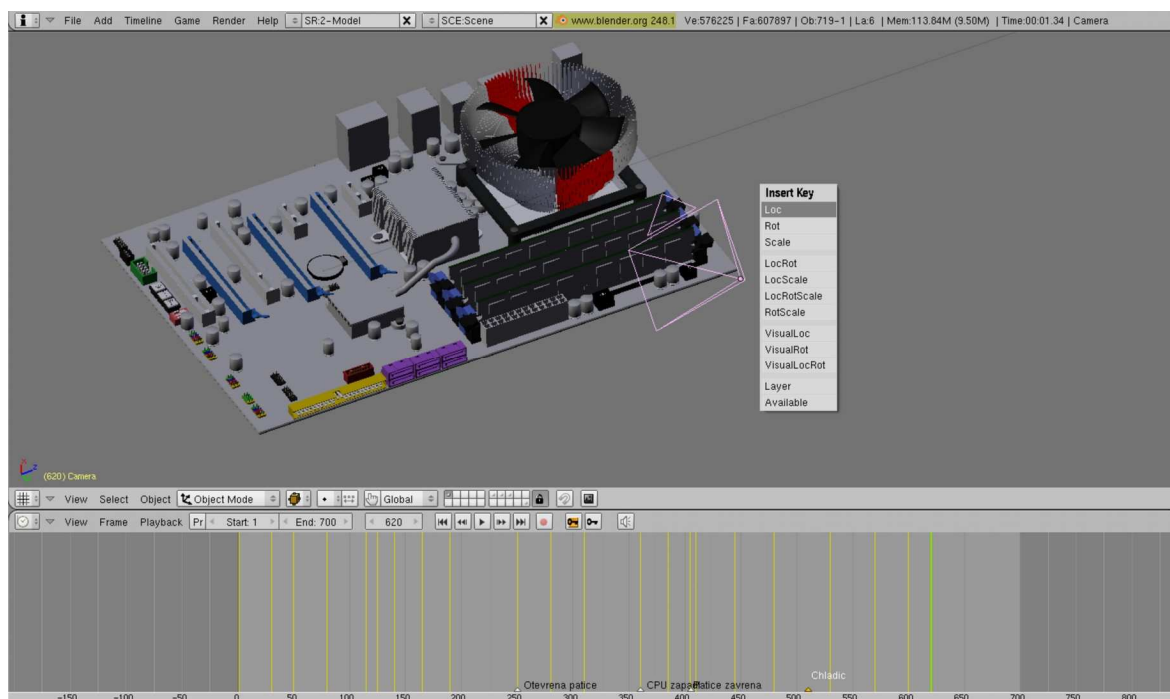 File Add Timeline Game Render Help SR:2-Model X SCE:Scene X www.blender.org 248.1 Ve:576225 | Fa:607897 | Ob:719-1 | La:6 | Mem:113.84M (9.50M) | Time:00:01.34 | Camera
Insert Key
Loc
Rot
Scale
LocRot
LocScale
LocRotScale
RotScale
VisualLoc
VisualRot
VisualLocRot
Layer
Available
(620) Camera
View Select Object Object Mode Global
View Frame Playback Pr Start: 1 End: 700 620
Chladic
Otevrena patice CPU Patice zavrena
-150 -100 -50 0 50 100 150 200 250 300 350 400 450 500 550 600 650 700 750 800